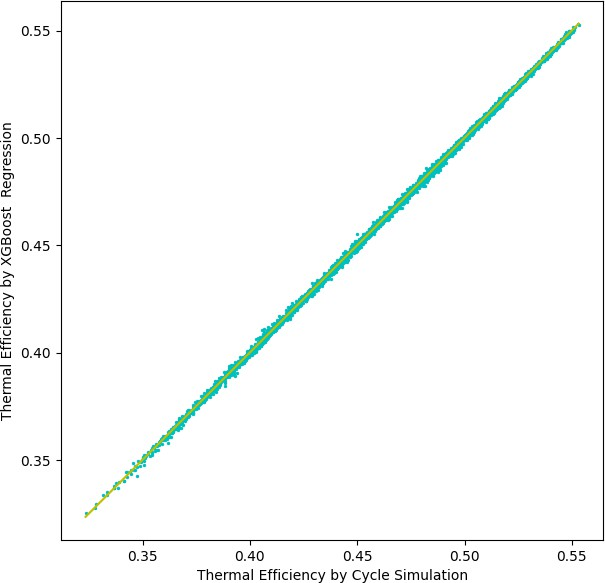 Thermal Efficiency by XGBoost  Regression
0.55
0.50
0.45
0.40
0.35
0.35 0.40 0.45 0.50 0.55
Thermal Efficiency by Cycle Simulation